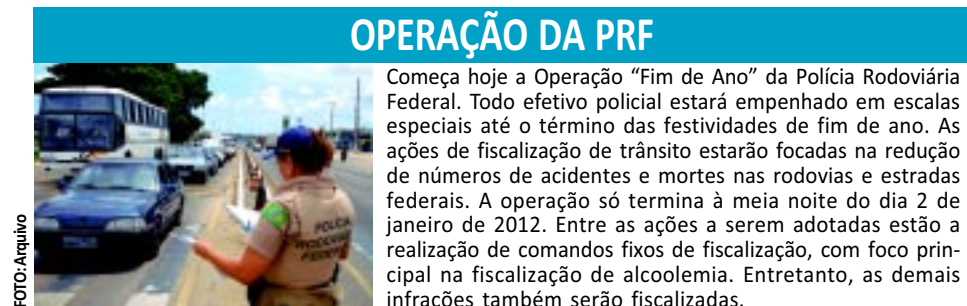 OPERAÇÃO DA PRF
Começa hoje a Operação “Fim de Ano” da Polícia Rodoviária
Federal. Todo efetivo policial estará empenhado em escalas
especiais até o término das festividades de fim de ano. As
ações de fiscalização de trânsito estarão focadas na redução
de números de acidentes e mortes nas rodovias e estradas
federais. A operação só termina à meia noite do dia 2 de
janeiro de 2012. Entre as ações a serem adotadas estão a
realização de comandos fixos de fiscalização, com foco prin-
cipal na fiscalização de alcoolemia. Entretanto, as demais
infrações também serão fiscalizadas.
FOTO: Arquivo
POLÍCIA
RODOVIÁRIA
FEDERAL